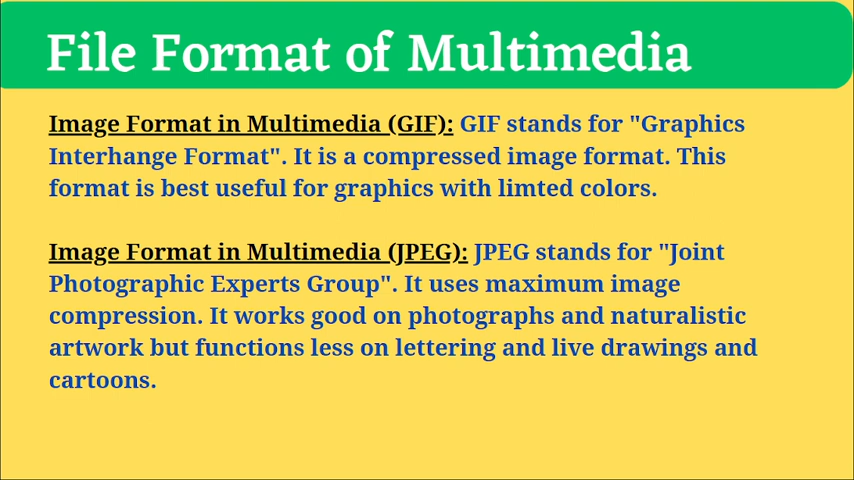 File Format of Multimedia
Image Format in Multimedia (GIF): GIF stands for "Graphics
Interhange Format". It is a compressed image format. This
format is best useful for graphics with limted colors.
Image Format in Multimedia (JPEG): JPEG stands for "Joint
Photographic Experts Group". It uses maximum image
compression. It works good on photographs and naturalistic
artwork but functions less on lettering and live drawings and
cartoons.